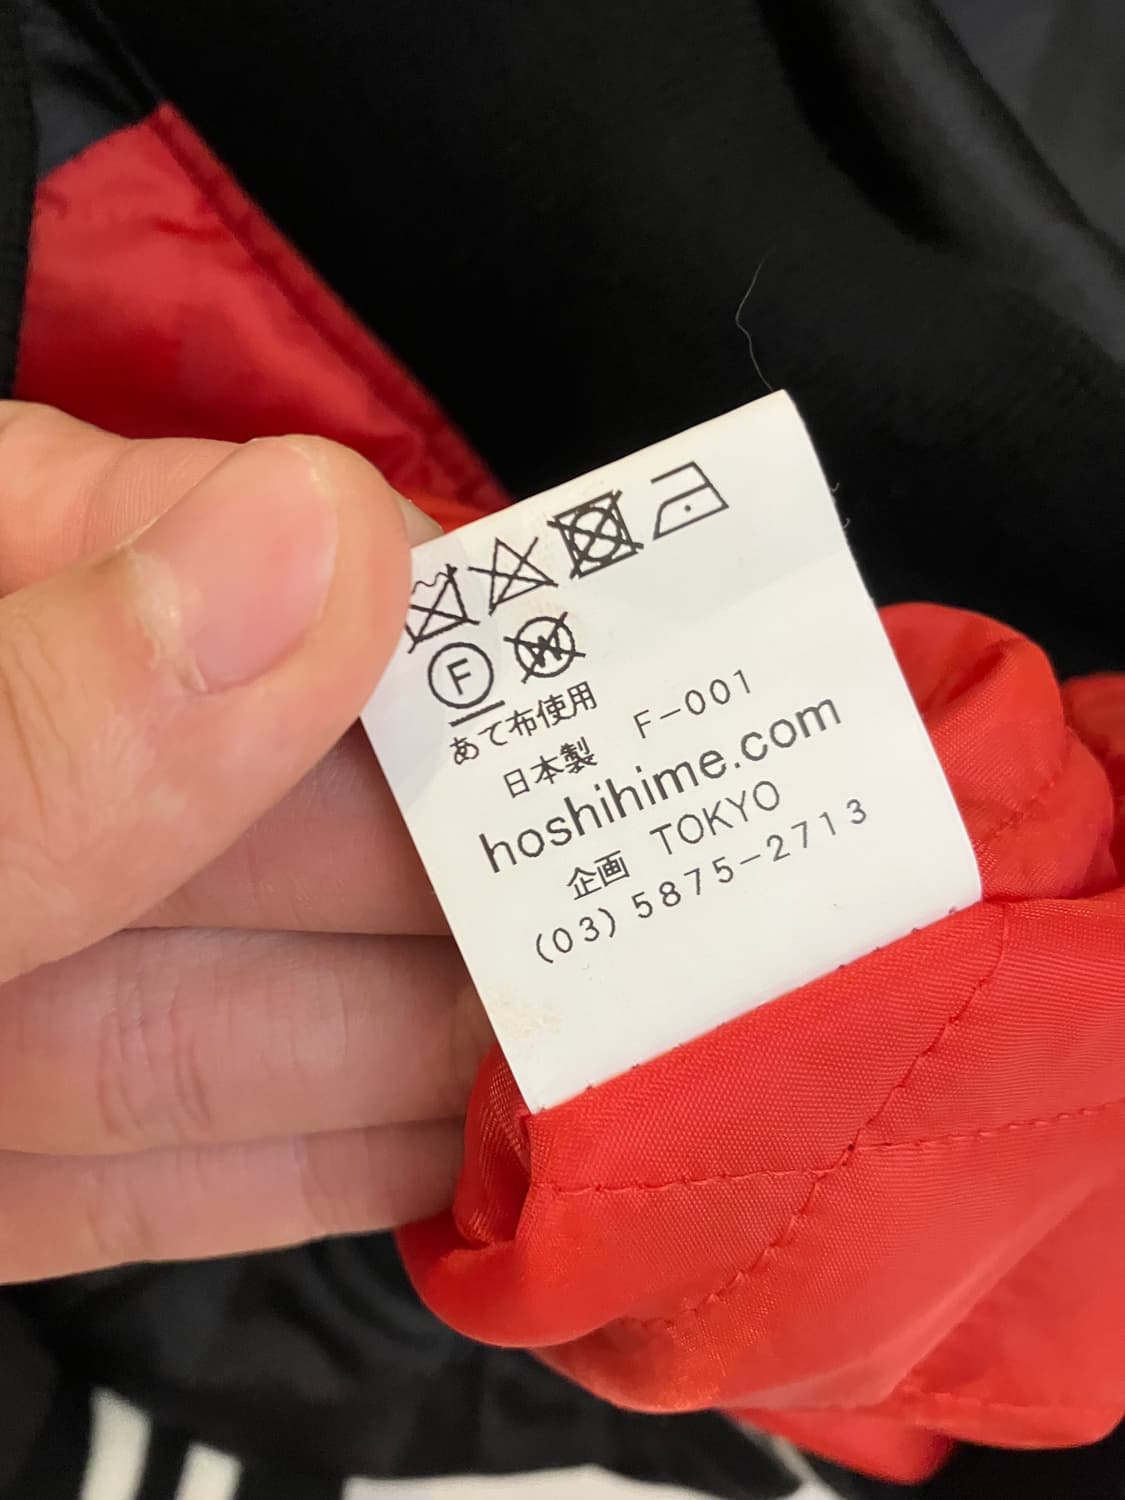 F W
あて布使用
日本製 F-001
hoshihime.com
企画 TOKYO
(03)5875-2713